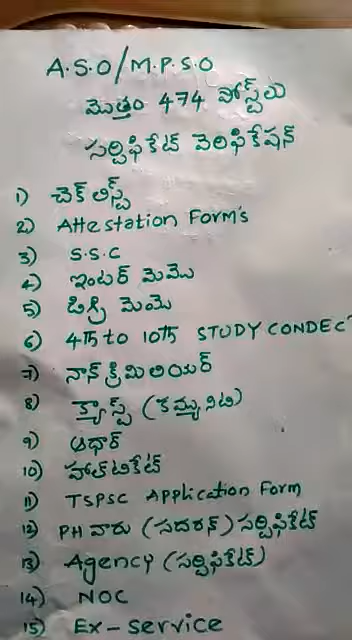 A.S.O/M.P.S.O
మొత్తం 474 పోస్ట్‌లు
సర్టిఫికేట్ వెరిఫికేషన్
1) చెక్ లిస్ట్
2) Attestation Form's
3) S.S.C
4) ఇంటర్ మెమొ
5) డిగ్రి మెమొ
6) 4th to 10th STUDY CONDECT
7) నాన్ క్రిమిలియర్
8) క్యాస్ట్ (కమ్యునిటి)
9) ఆధార్
10) హాల్ టికేట్
11) TSPSC Application Form
12) PH వారు (సదరన్) సర్టిఫికేట్
13) Agency (సర్టిఫికేట్)
14) NOC
15) Ex-service